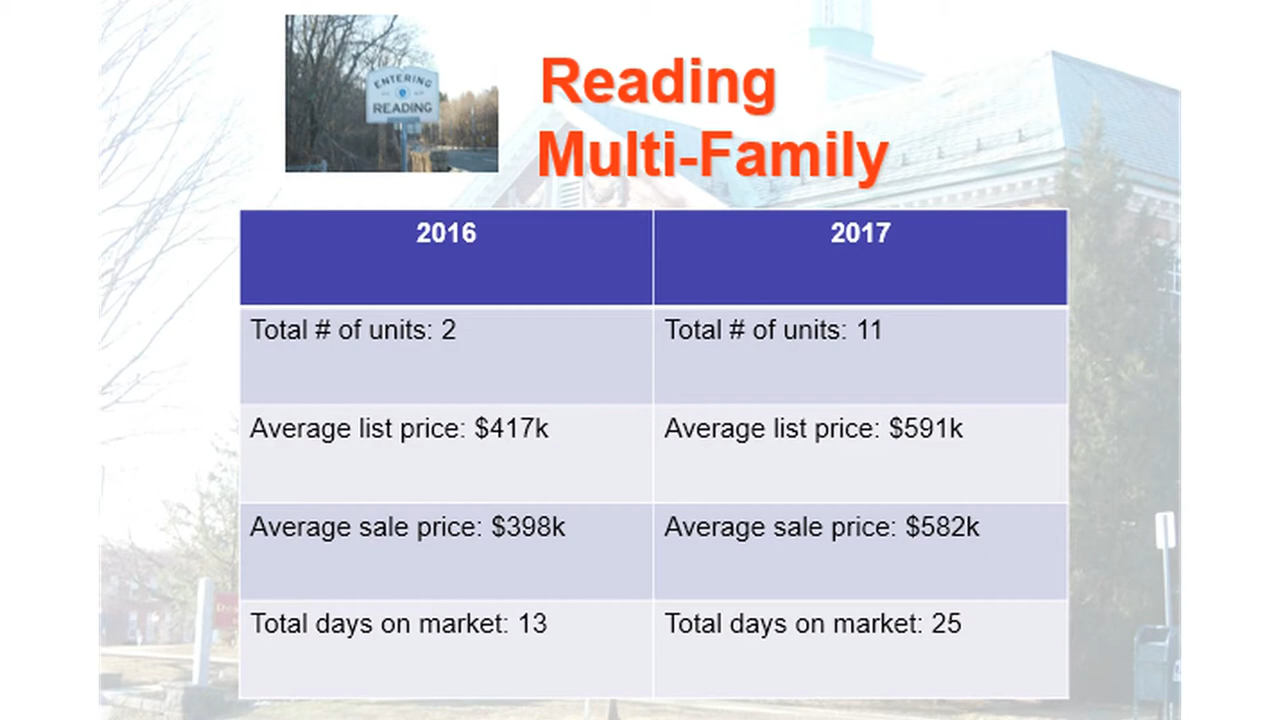 ENTERING
READING
Reading
Multi-Family
2016
2017
Total # of units: 2
Total # of units: 11
Average list price: $417k
Average list price: $591k
Average sale price: $398k
Average sale price: $582k
Total days on market: 13
Total days on market: 25